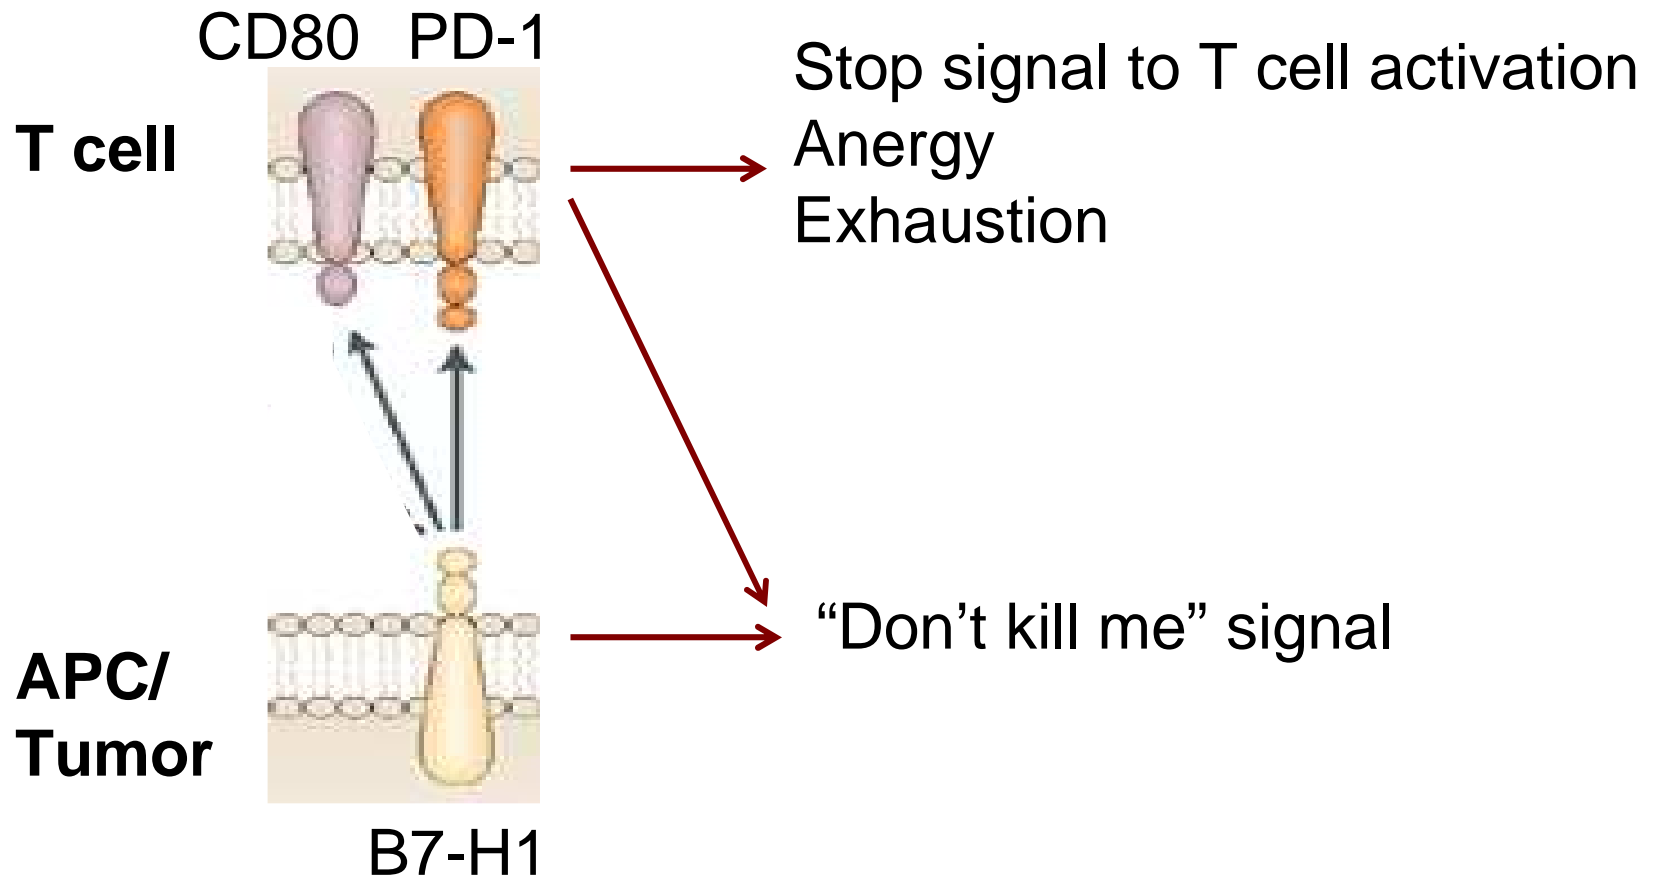 CD80 PD-1
T cell
Stop signal to T cell activation
Anergy
Exhaustion
“Don’t kill me” signal
APC/
Tumor
B7-H1